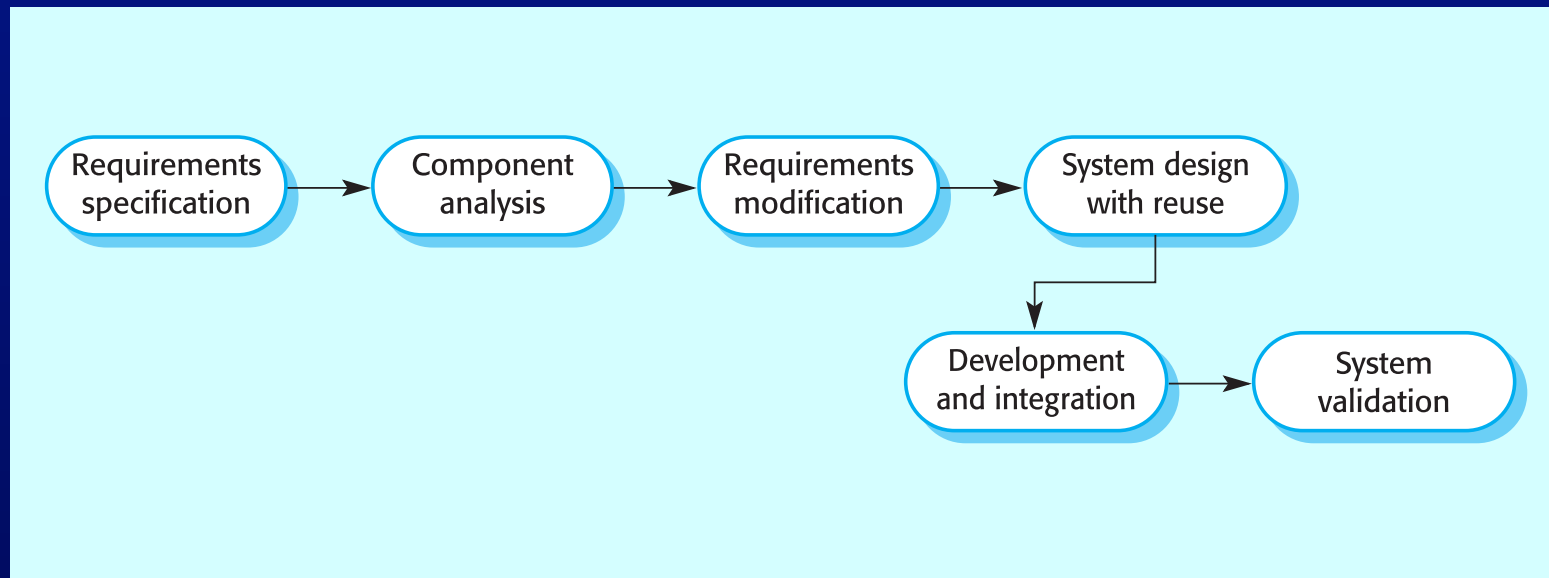 Requirements
specification
Component
analysis
Requirements
modification
System design
with reuse
Development
and integration
System
validation